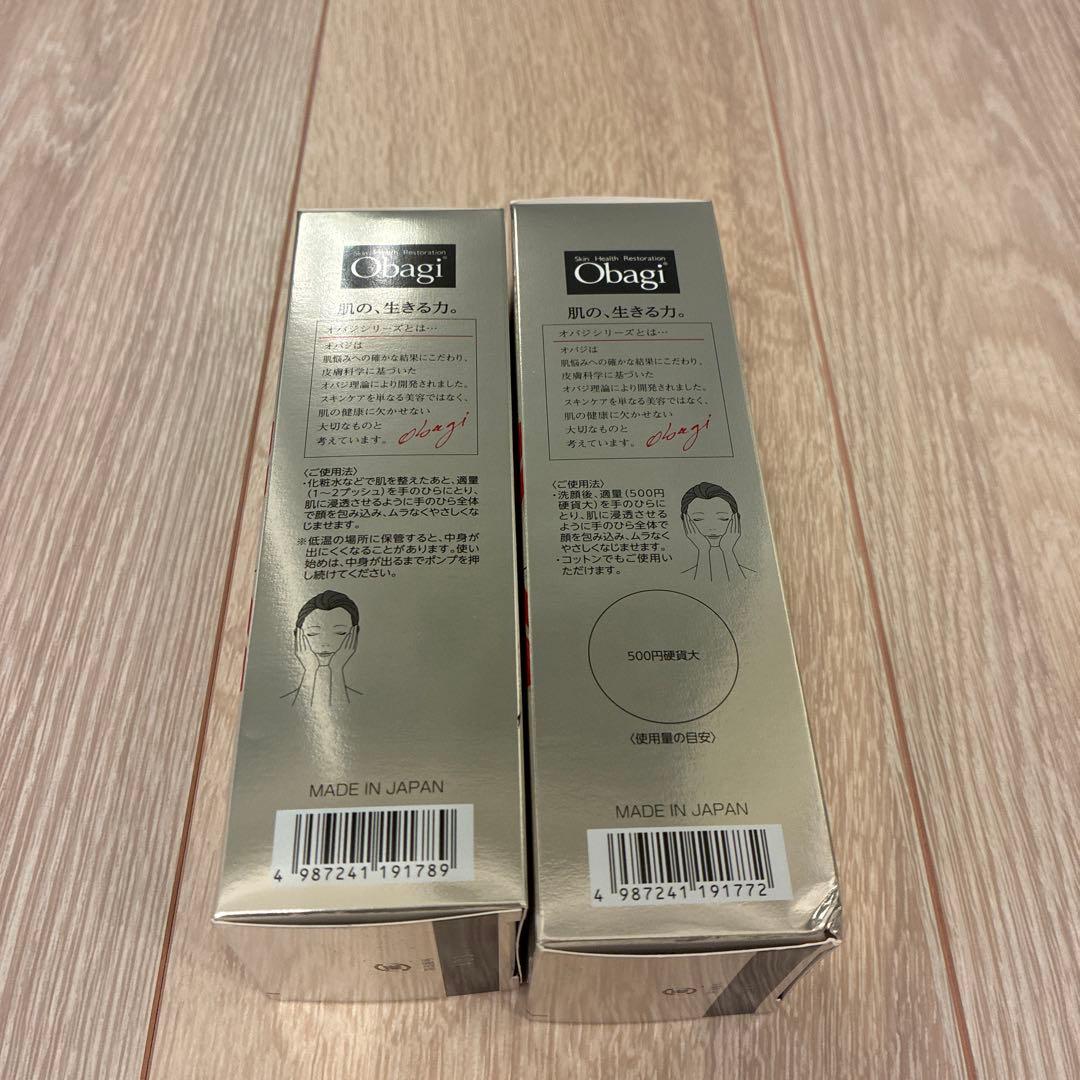 Skin Health Restoration
Obagi®
肌の、生きる力。
オバジシリーズとは…
オバジは
肌悩みへの確かな結果にこだわり、
皮膚科学に基づいた
オバジ理論により開発されました。
スキンケアを単なる美容ではなく、
肌の健康に欠かせない
大切なものと
考えています。 Obagi
〈ご使用法〉
・化粧水などで肌を整えたあと、適量
(1〜2プッシュ)を手のひらにとり、
肌に浸透させるように手のひら全体
で顔を包み込み、ムラなくやさしくな
じませます。
※低温の場所に保管すると、中身が
出にくくなることがあります。使い
始めは、中身が出るまでポンプを押
し続けてください。
MADE IN JAPAN
4 987241 191789
Skin Health Restoration
Obagi®
肌の、生きる力。
オバジシリーズとは…
オバジは
肌悩みへの確かな結果にこだわり、
皮膚科学に基づいた
オバジ理論により開発されました。
スキンケアを単なる美容ではなく、
肌の健康に欠かせない
大切なものと
考えています。 Obagi
〈ご使用法〉
・洗顔後、適量(500円
硬貨大)を手のひらに
とり、肌に浸透させる
ように手のひら全体で
顔を包み込み、ムラなく
やさしくなじませます。
・コットンでもご使用い
ただけます。
500円硬貨大
〈使用量の目安〉
MADE IN JAPAN
4 987241 191772